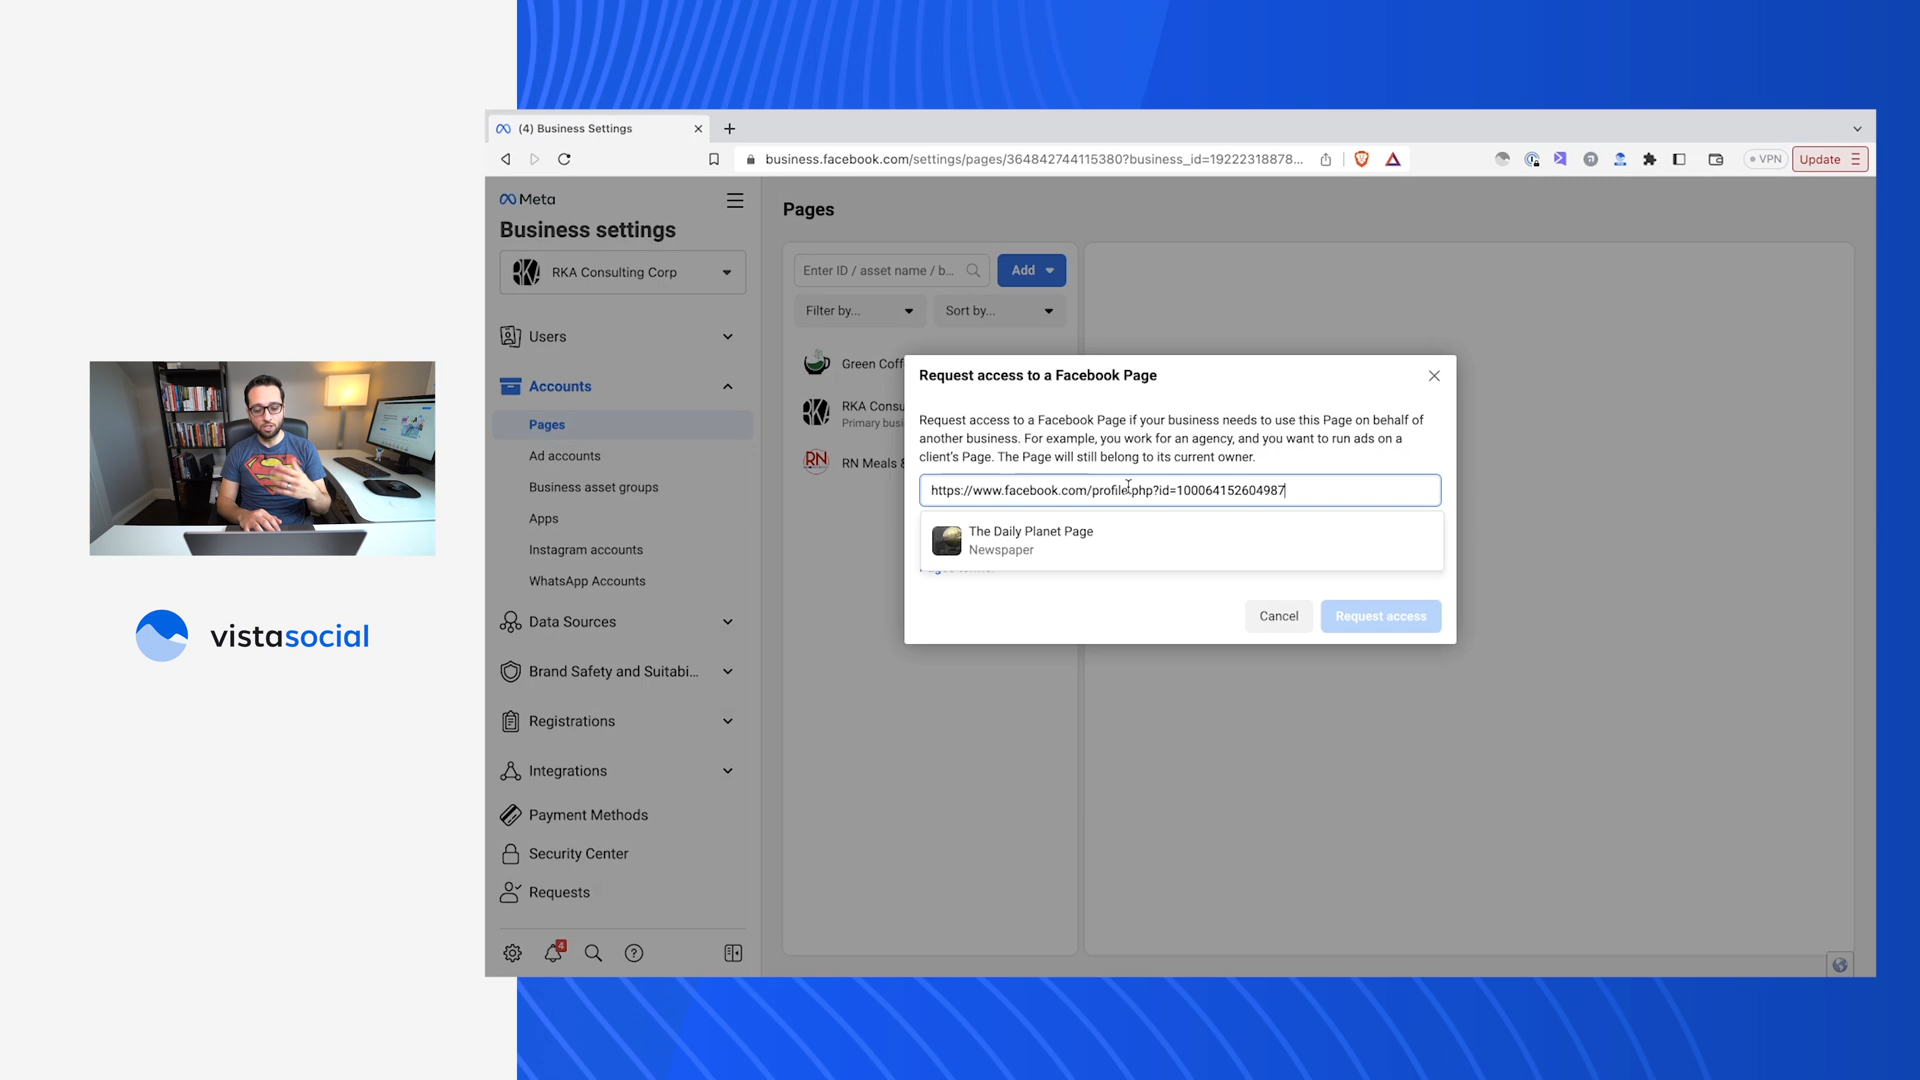 (4) Business Settings
business.facebook.com/settings/pages/364842744115380?business_id=19222318878...
VPN
Update
Meta
Business settings
RKA Consulting Corp
Users
Accounts
Pages
Ad accounts
Business asset groups
Apps
Instagram accounts
WhatsApp Accounts
Data Sources
Brand Safety and Suitabi...
Registrations
Integrations
Payment Methods
Security Center
Requests
4
Pages
Enter ID / asset name / b...
Add
Filter by...
Sort by...
Green Coff
RKA Consu
Primary busi
RN
RN Meals &
Request access to a Facebook Page
Request access to a Facebook Page if your business needs to use this Page on behalf of
another business. For example, you work for an agency, and you want to run ads on a
client's Page. The Page will still belong to its current owner.
https://www.facebook.com/profile.php?id=100064152604987
The Daily Planet Page
Newspaper
Cancel
Request access
vistasocial